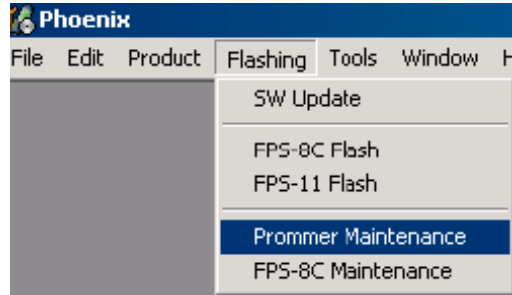 Phoenix
File Edit Product Flashing Tools Window H
SW Update
FPS-8C Flash
FPS-11 Flash
Prommer Maintenance
FPS-8C Maintenance